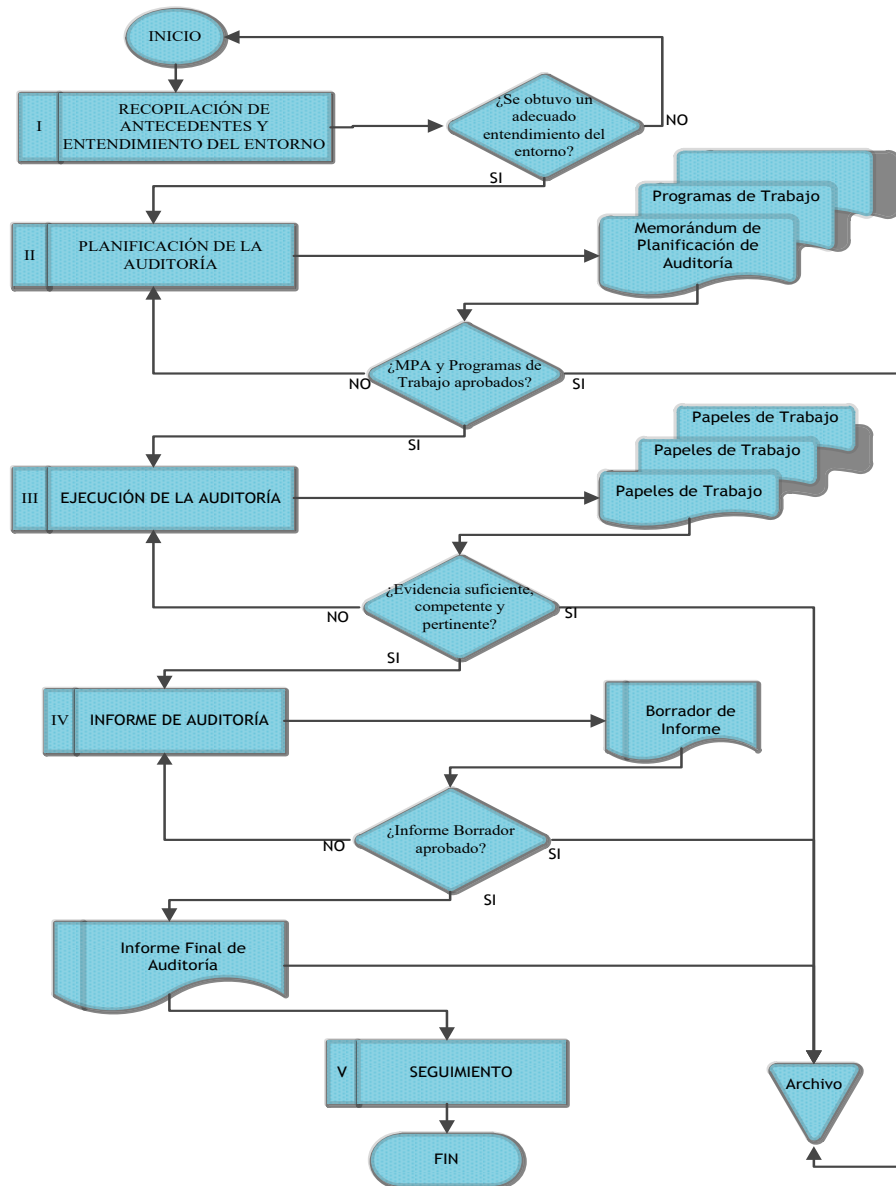 INICIO
I
RECOPILACIÓN DE
ANTECEDENTES Y
ENTENDIMIENTO DEL ENTORNO
¿Se obtuvo un
adecuado
entendimiento del
entorno?
NO
SI
II
PLANIFICACIÓN DE LA
AUDITORÍA
Programas de Trabajo
Memorándum de
Planificación de
Auditoría
¿MPA y Programas de
Trabajo aprobados?
NO
SI
SI
III
EJECUCIÓN DE LA AUDITORÍA
Papeles de Trabajo
Papeles de Trabajo
Papeles de Trabajo
¿Evidencia suficiente,
competente y
pertinente?
NO
SI
SI
IV
INFORME DE AUDITORÍA
Borrador de
Informe
¿Informe Borrador
aprobado?
NO
SI
SI
Informe Final de
Auditoría
V
SEGUIMIENTO
Archivo
FIN